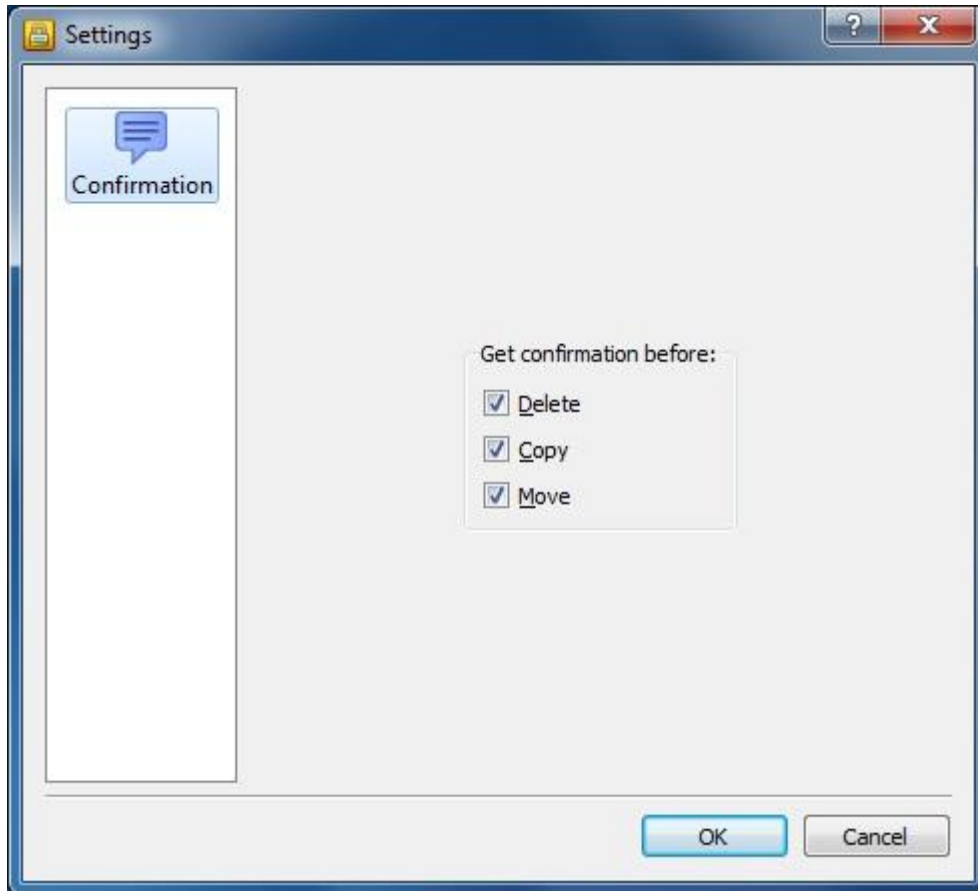 Settings
Confirmation
Get confirmation before:
Delete
Copy
Move
OK
Cancel